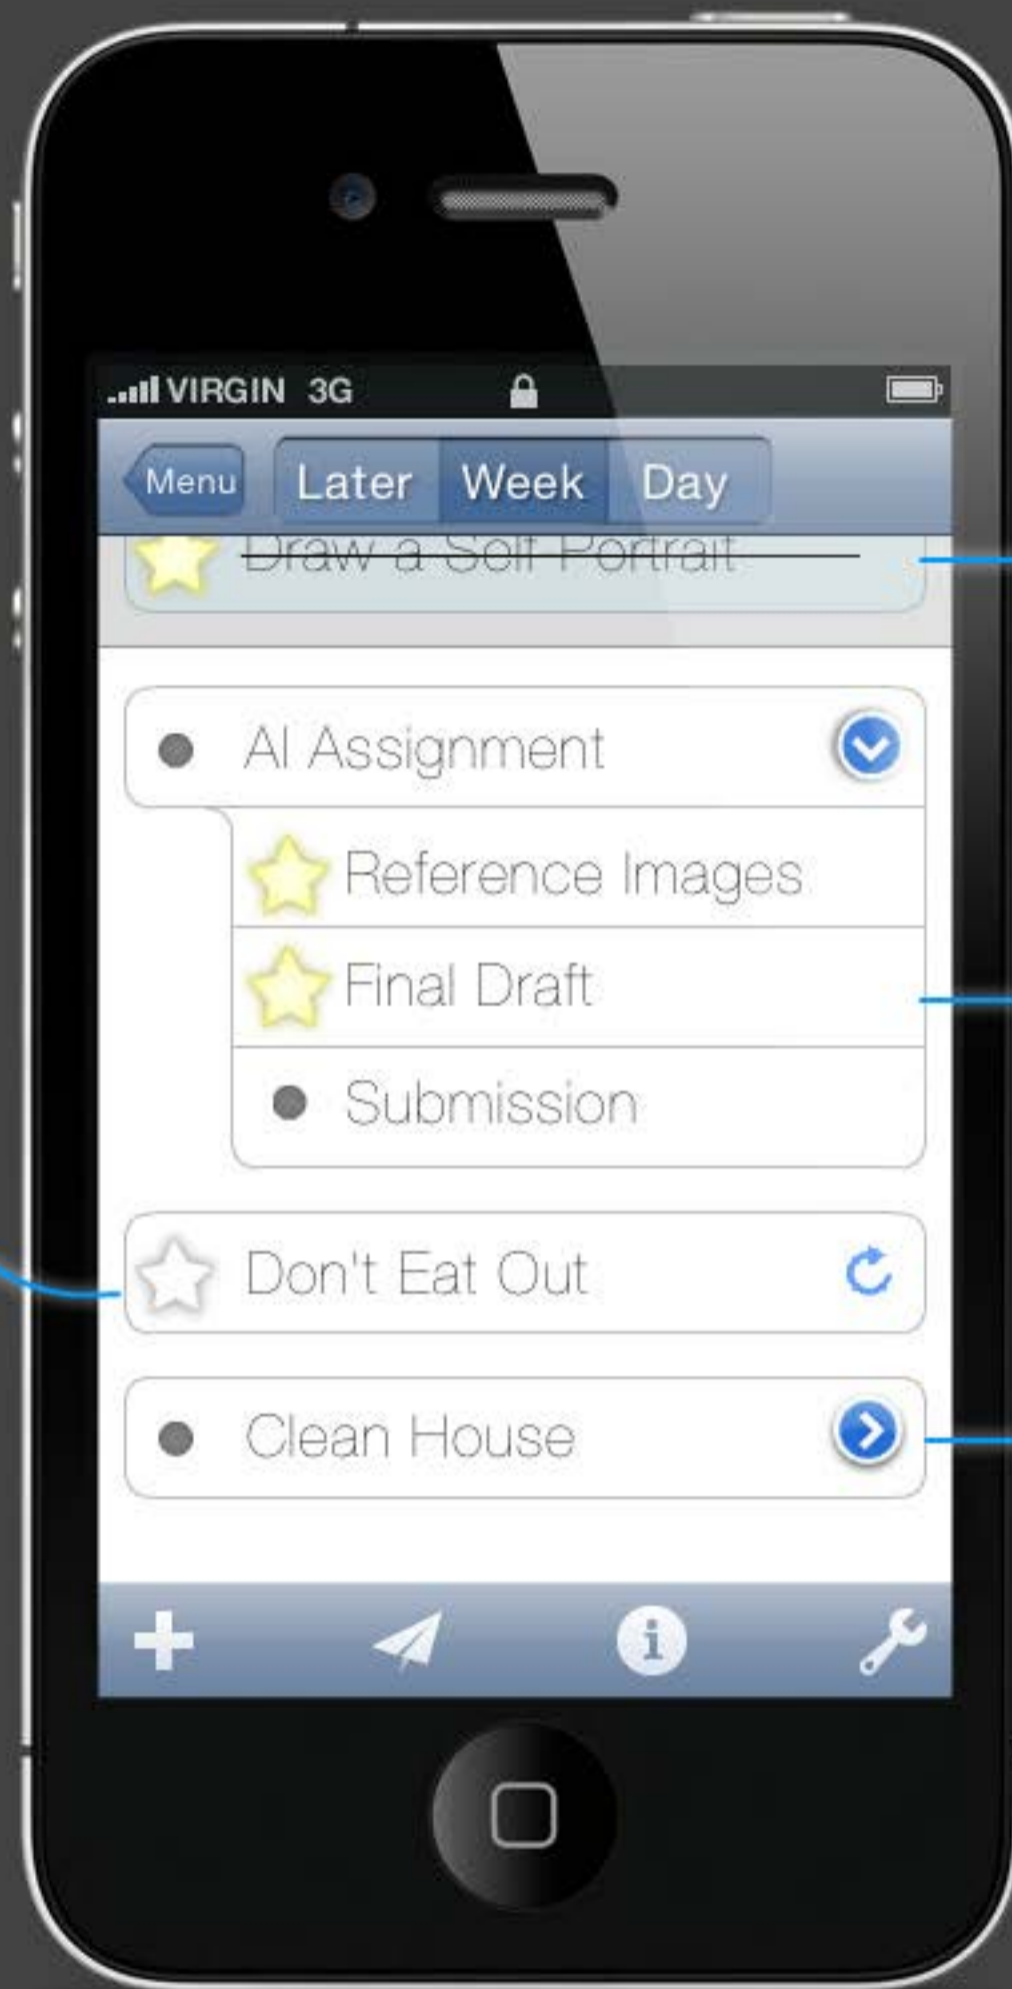 VIRGIN 3G
Menu Later Week Day
Draw a Self Portrait
AI Assignment
Reference Images
Final Draft
Submission
Don't Eat Out
Clean House